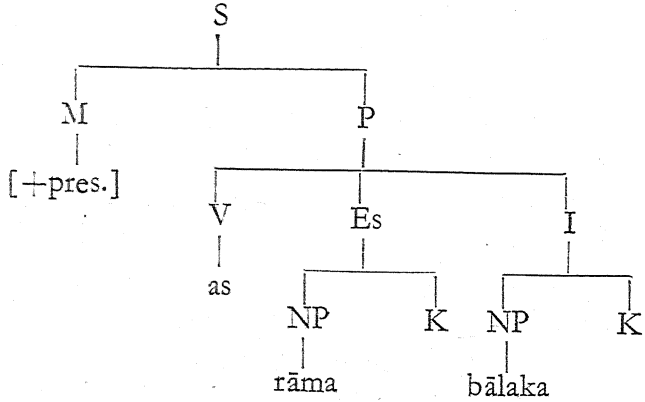 S
M P
[+pres.]
V Es I
as
NP K NP K
rāma bālaka